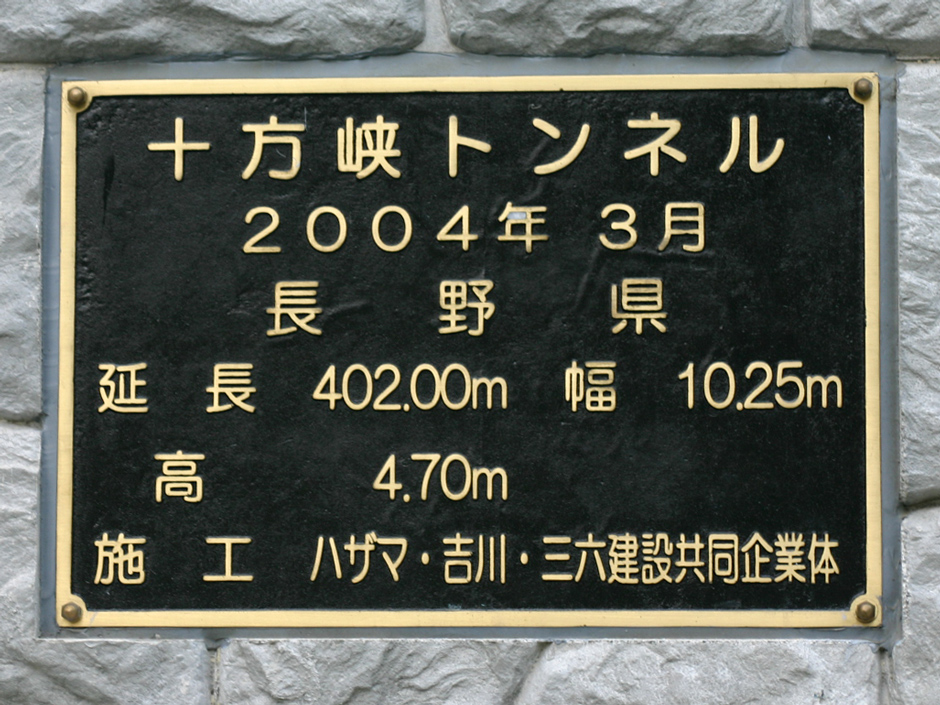 十方峡トンネル
２００４年 ３月
長野県
延長 402.00m 幅 10.25m
高 4.70m
施工 ハザマ・吉川・三六建設共同企業体